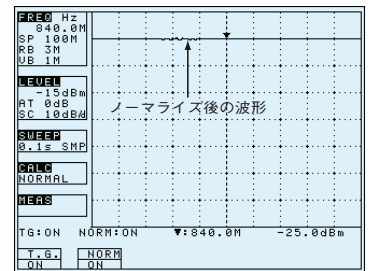 FREQ Hz
840.0M
SP 100M
RB 3M
VB 1M
LEVEL
-15dBm
AT 0dB
SC 10dB/d
SWEEP
0.1s SMP
CALC
NORMAL
MEAS
ノーマライズ後の波形
TG:ON NORM:ON ▼:840.0M -25.0dBm
T.G. ON
NORM ON